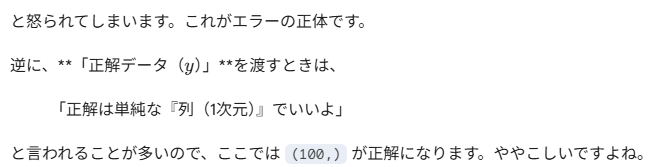 と怒られてしまいます。これがエラーの正体です。
逆に、**「正解データ（y）」**を渡すときは、
「正解は単純な『列（1次元）』でいいよ」
と言われることが多いので、ここでは (100,) が正解になります。ややこしいですよね。